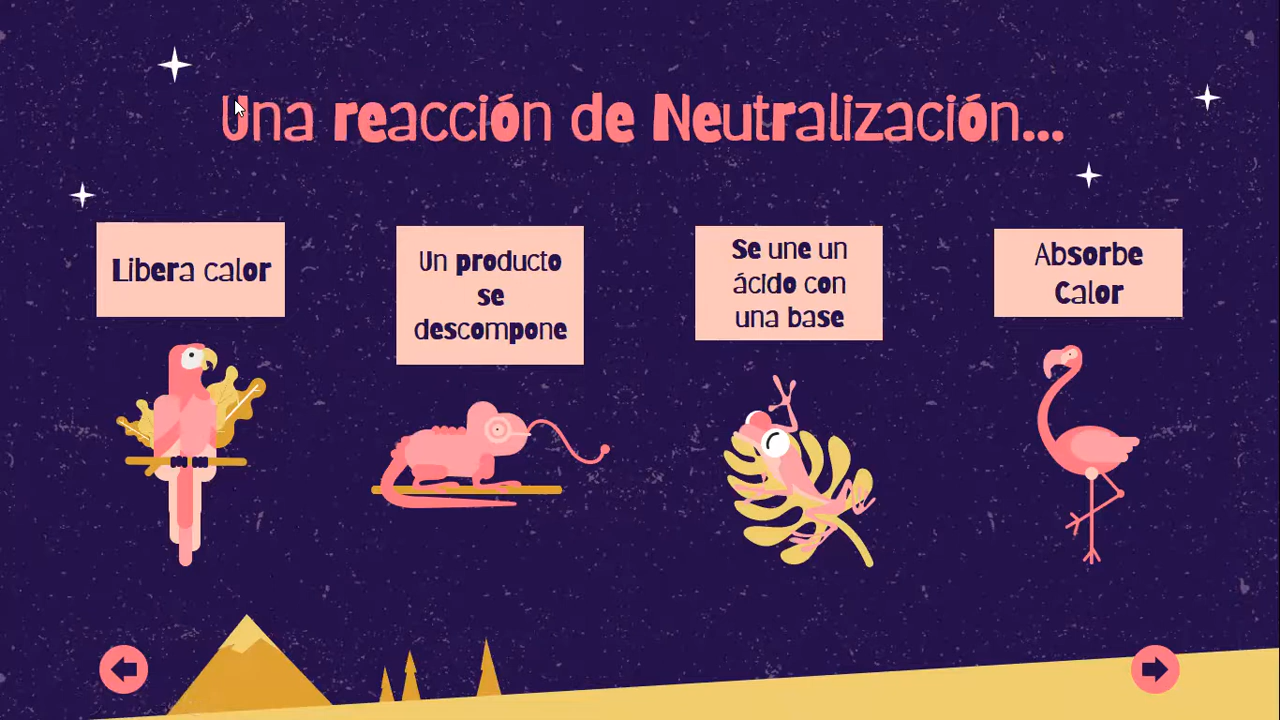 Una reacción de Neutralización...
Libera calor
Un producto
se
descompone
Se une un
ácido con
una base
Absorbe
Calor